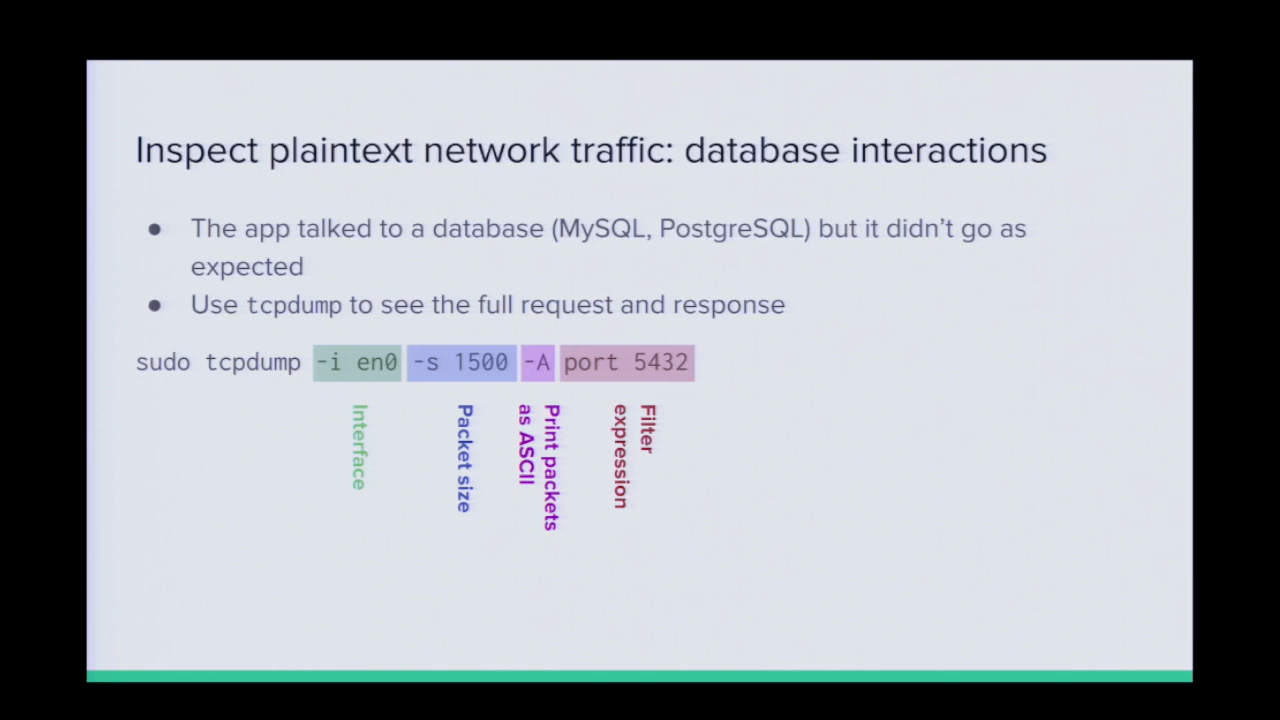 Inspect plaintext network traffic: database interactions
● The app talked to a database (MySQL, PostgreSQL) but it didn’t go as
expected
● Use tcpdump to see the full request and response
sudo tcpdump -i en0 -s 1500 -A port 5432
Interface
Packet size
Print packets
as ASCII
Filter
expression